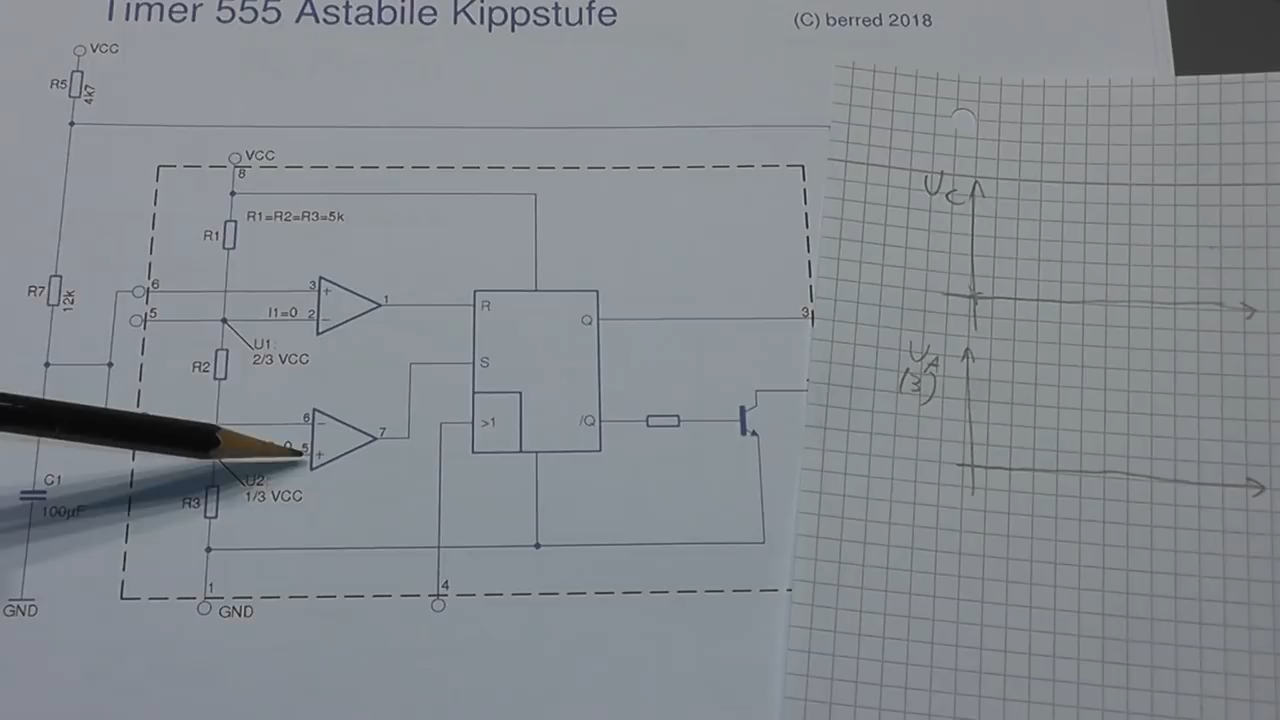 Timer 555 Astabile Kippstufe
(C) berred 2018
VCC
R5
4k7
VCC
8
R1=R2=R3=5k
R1
R7
12k
6
3
+
1
R
Q
3
5
I1=0
2
−
U1:
2/3 VCC
R2
S
6
−
7
>1
/Q
0
5
+
U2
1/3 VCC
R3
C1
100µF
1
GND
4
GND
UC
UA
(3)